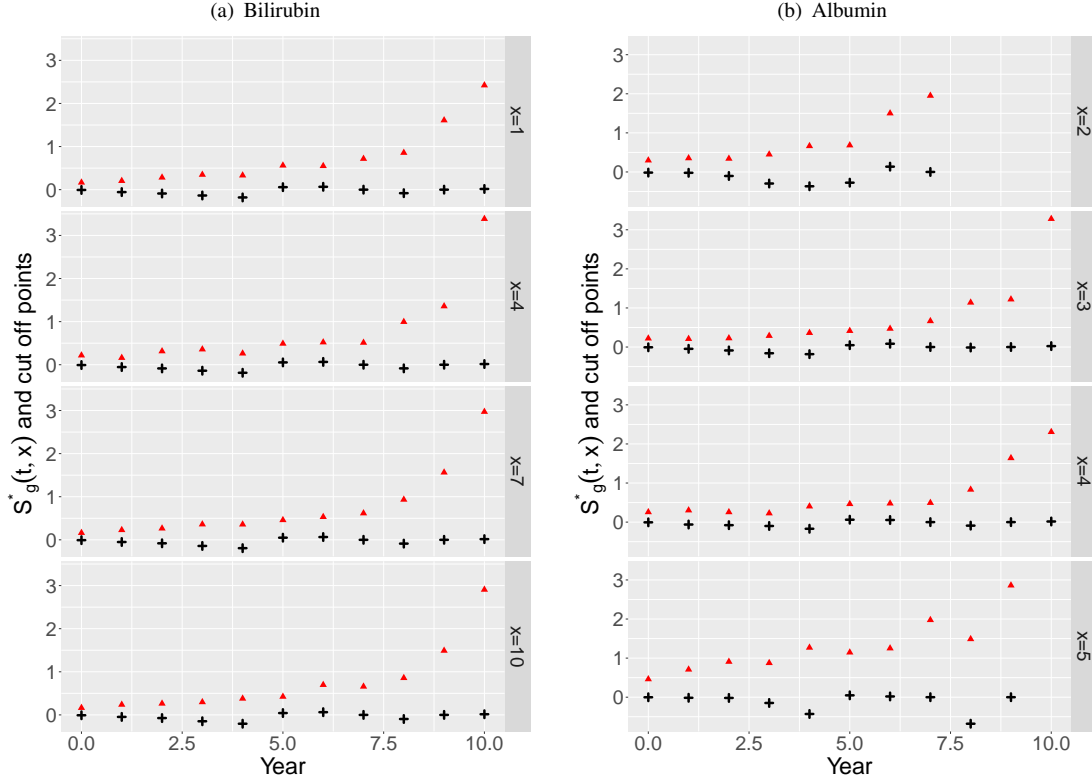 (a) Bilirubin
S*g(t, x) and cut off points
3
2
1
0
x=1
3
2
1
0
x=4
3
2
1
0
x=7
3
2
1
0
x=10
0.0 2.5 5.0 7.5 10.0
Year
(b) Albumin
S*g(t, x) and cut off points
3
2
1
0
x=2
3
2
1
0
x=3
3
2
1
0
x=4
3
2
1
0
x=5
0.0 2.5 5.0 7.5 10.0
Year